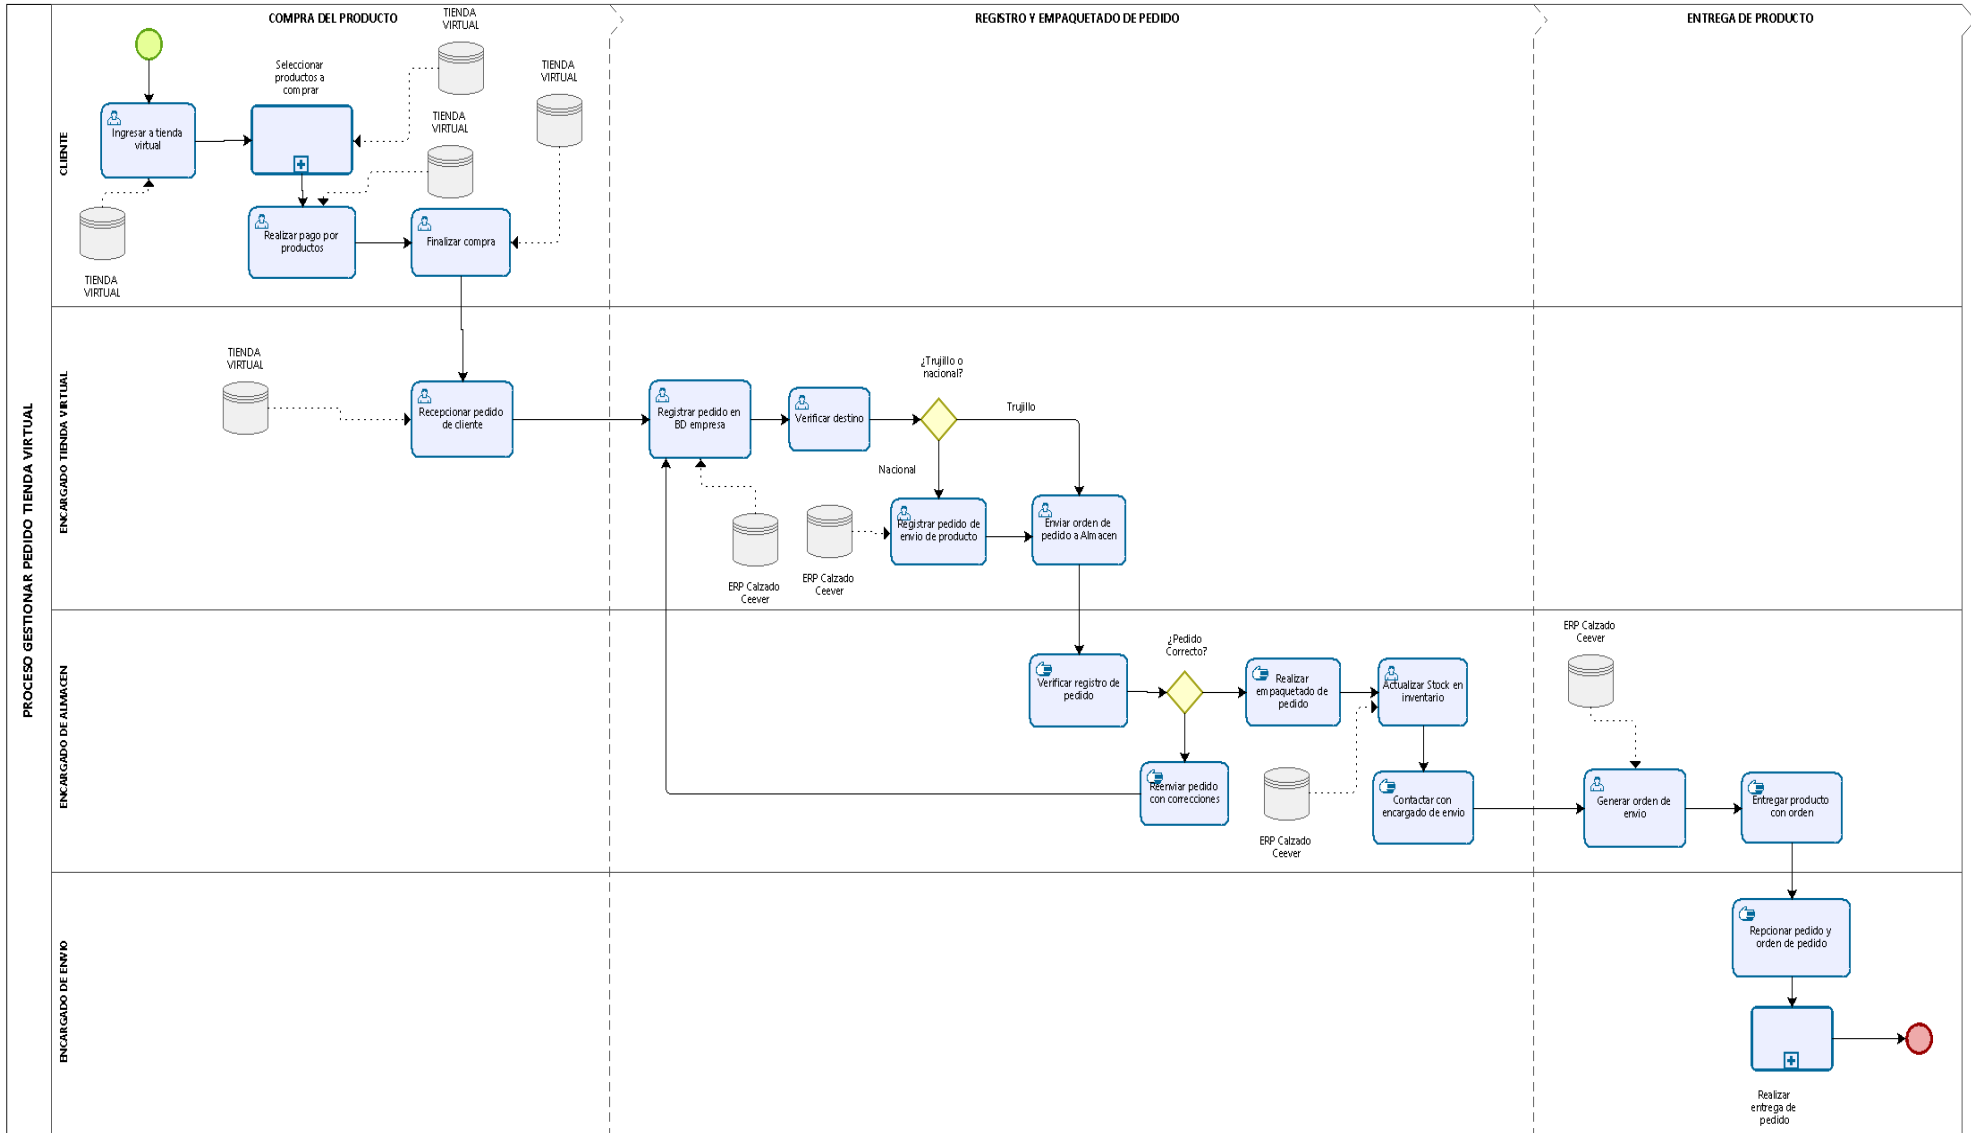 PROCESO GESTIONAR PEDIDO TIENDA VIRTUAL
COMPRA DEL PRODUCTO
REGISTRO Y EMPAQUETADO DE PEDIDO
ENTREGA DE PRODUCTO
CLIENTE
Ingresar a tienda
virtual
TIENDA
VIRTUAL
Seleccionar
productos a
comprar
TIENDA
VIRTUAL
Realizar pago por
productos
TIENDA
VIRTUAL
Finalizar compra
TIENDA
VIRTUAL
ENCARGADO TIENDA VIRTUAL
TIENDA
VIRTUAL
Recepcionar pedido
de cliente
Registrar pedido en
BD empresa
ERP Calzado
Ceever
Verificar destino
¿Trujillo o
nacional?
Trujillo
Nacional
Registrar pedido de
envio de producto
ERP Calzado
Ceever
Enviar orden de
pedido a Almacen
ENCARGADO DE ALMACEN
Verificar registro de
pedido
¿Pedido
Correcto?
Reenviar pedido
con correcciones
Realizar
empaquetado de
pedido
Actualizar Stock en
inventario
ERP Calzado
Ceever
Contactar con
encargado de envio
ERP Calzado
Ceever
Generar orden de
envio
Entregar producto
con orden
ENCARGADO DE ENVIO
Repcionar pedido y
orden de pedido
Realizar
entrega de
pedido